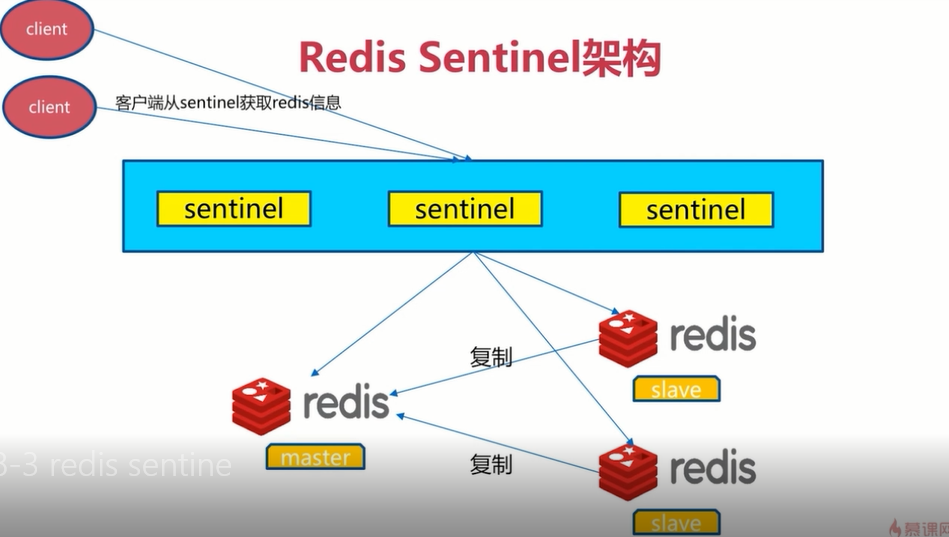 client
Redis Sentinel架构
client
客户端从sentinel获取redis信息
sentinel
sentinel
sentinel
redis
复制
slave
redis
master
8-3 redis sentine
复制
redis
slave
慕课网